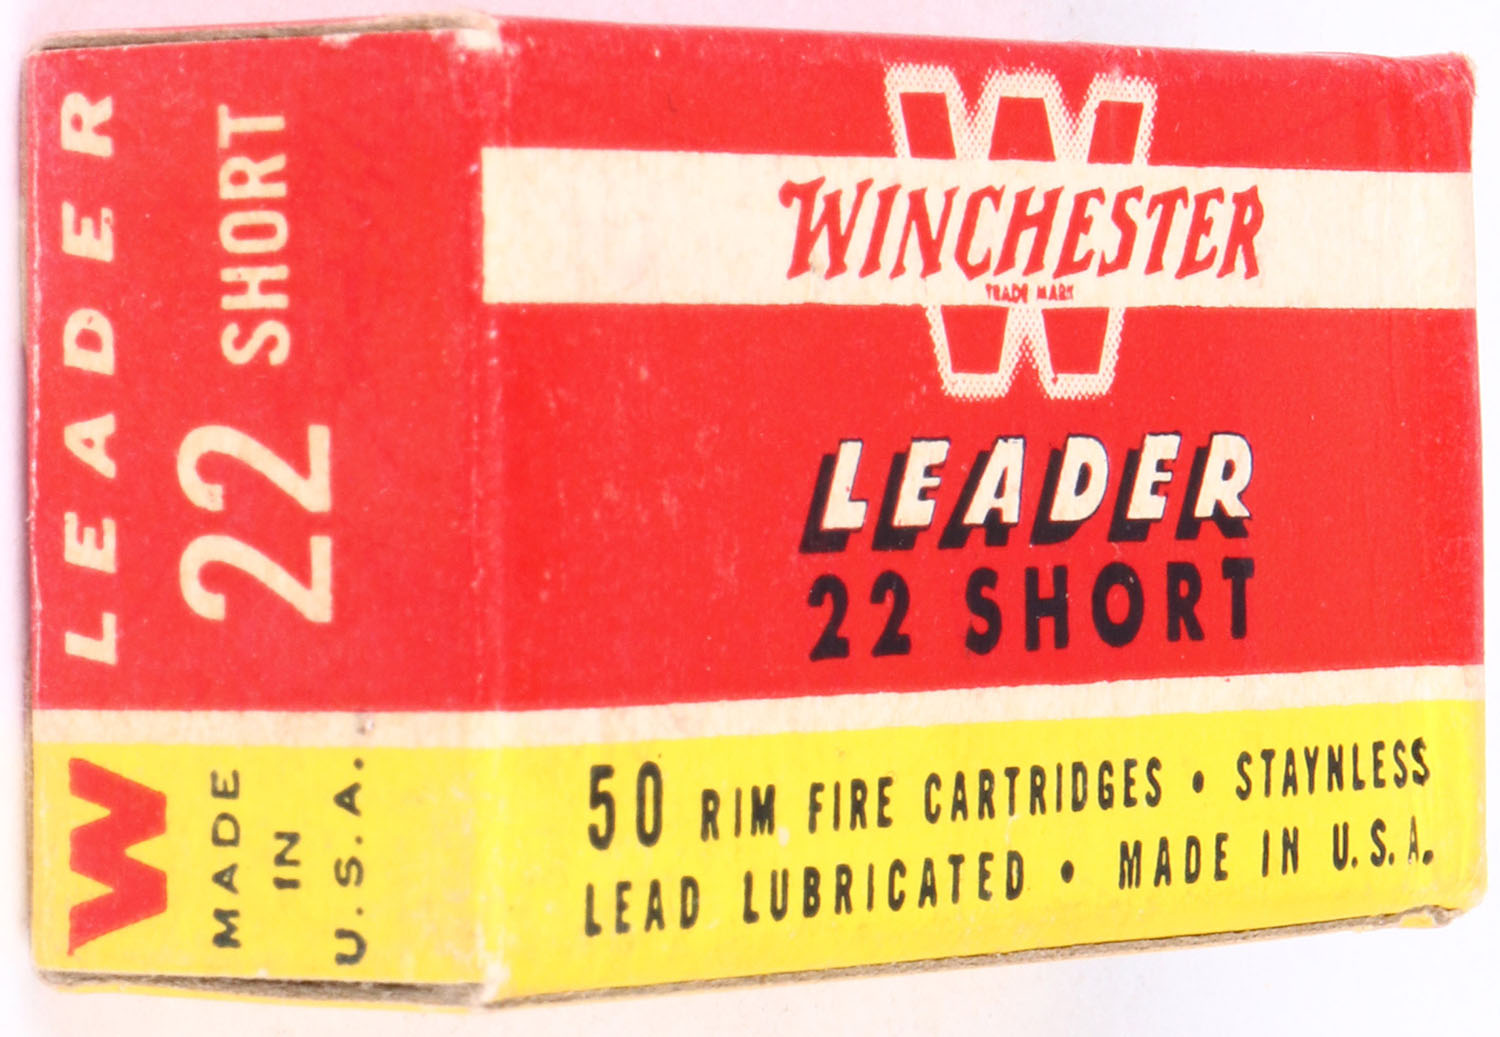 LEADER
22 SHORT
W
MADE
IN
U.S.A.
W
WINCHESTER
TRADE MARK
LEADER
22 SHORT
50 RIM FIRE CARTRIDGES • STAYNLESS
LEAD LUBRICATED • MADE IN U.S.A.